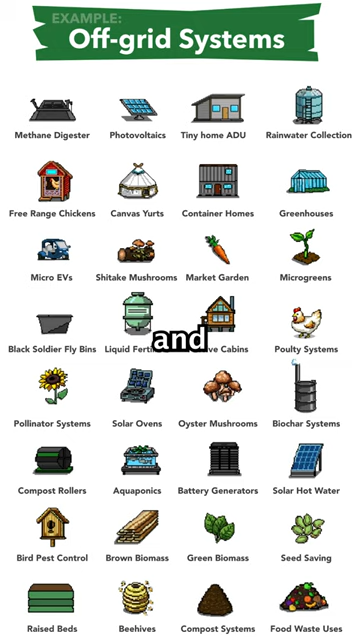 EXAMPLE:
Off-grid Systems
Methane Digester Photovoltaics Tiny home ADU Rainwater Collection
Free Range Chickens Canvas Yurts Container Homes Greenhouses
Micro EVs Shitake Mushrooms Market Garden Microgreens
and
Black Soldier Fly Bins Liquid Cabins Poulty Systems
Pollinator Systems Solar Ovens Oyster Mushrooms Biochar Systems
Compost Rollers Aquaponics Battery Generators Solar Hot Water
Bird Pest Control Brown Biomass Green Biomass Seed Saving
Raised Beds Beehives Compost Systems Food Waste Uses